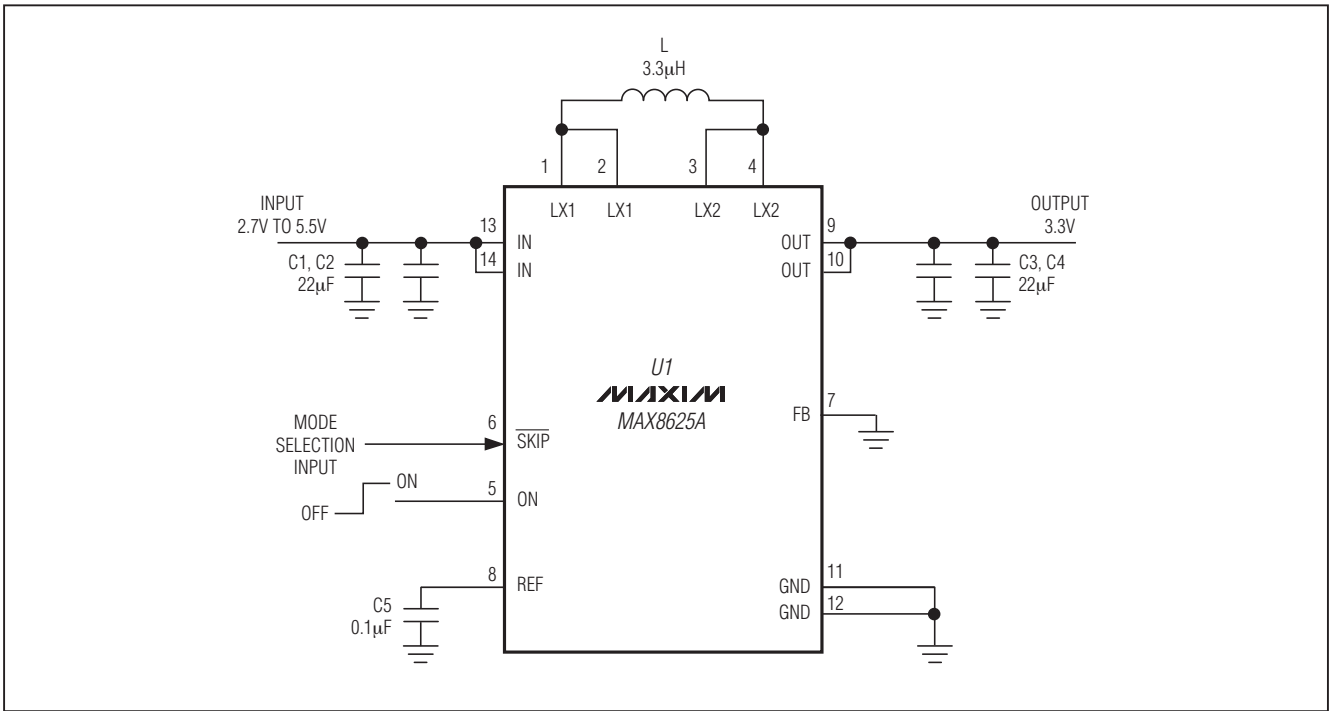 L
3.3μH
1
2
3
4
LX1
LX1
LX2
LX2
INPUT
2.7V TO 5.5V
13
IN
14
IN
C1, C2
22μF
OUTPUT
3.3V
9
OUT
10
OUT
C3, C4
22μF
U1
MAXIM
MAX8625A
7
FB
MODE
SELECTION
INPUT
6
SKIP
OFF
ON
5
ON
8
REF
C5
0.1μF
11
GND
12
GND